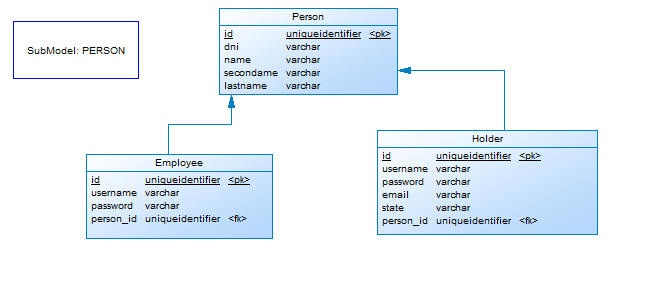 Person
id uniqueidentifier <pk>
dni varchar
name varchar
secondame varchar
lastname varchar
SubModel: PERSON
Employee
id uniqueidentifier <pk>
username varchar
password varchar
person_id uniqueidentifier <fk>
Holder
id uniqueidentifier <pk>
username varchar
password varchar
email varchar
state varchar
person_id uniqueidentifier <fk>